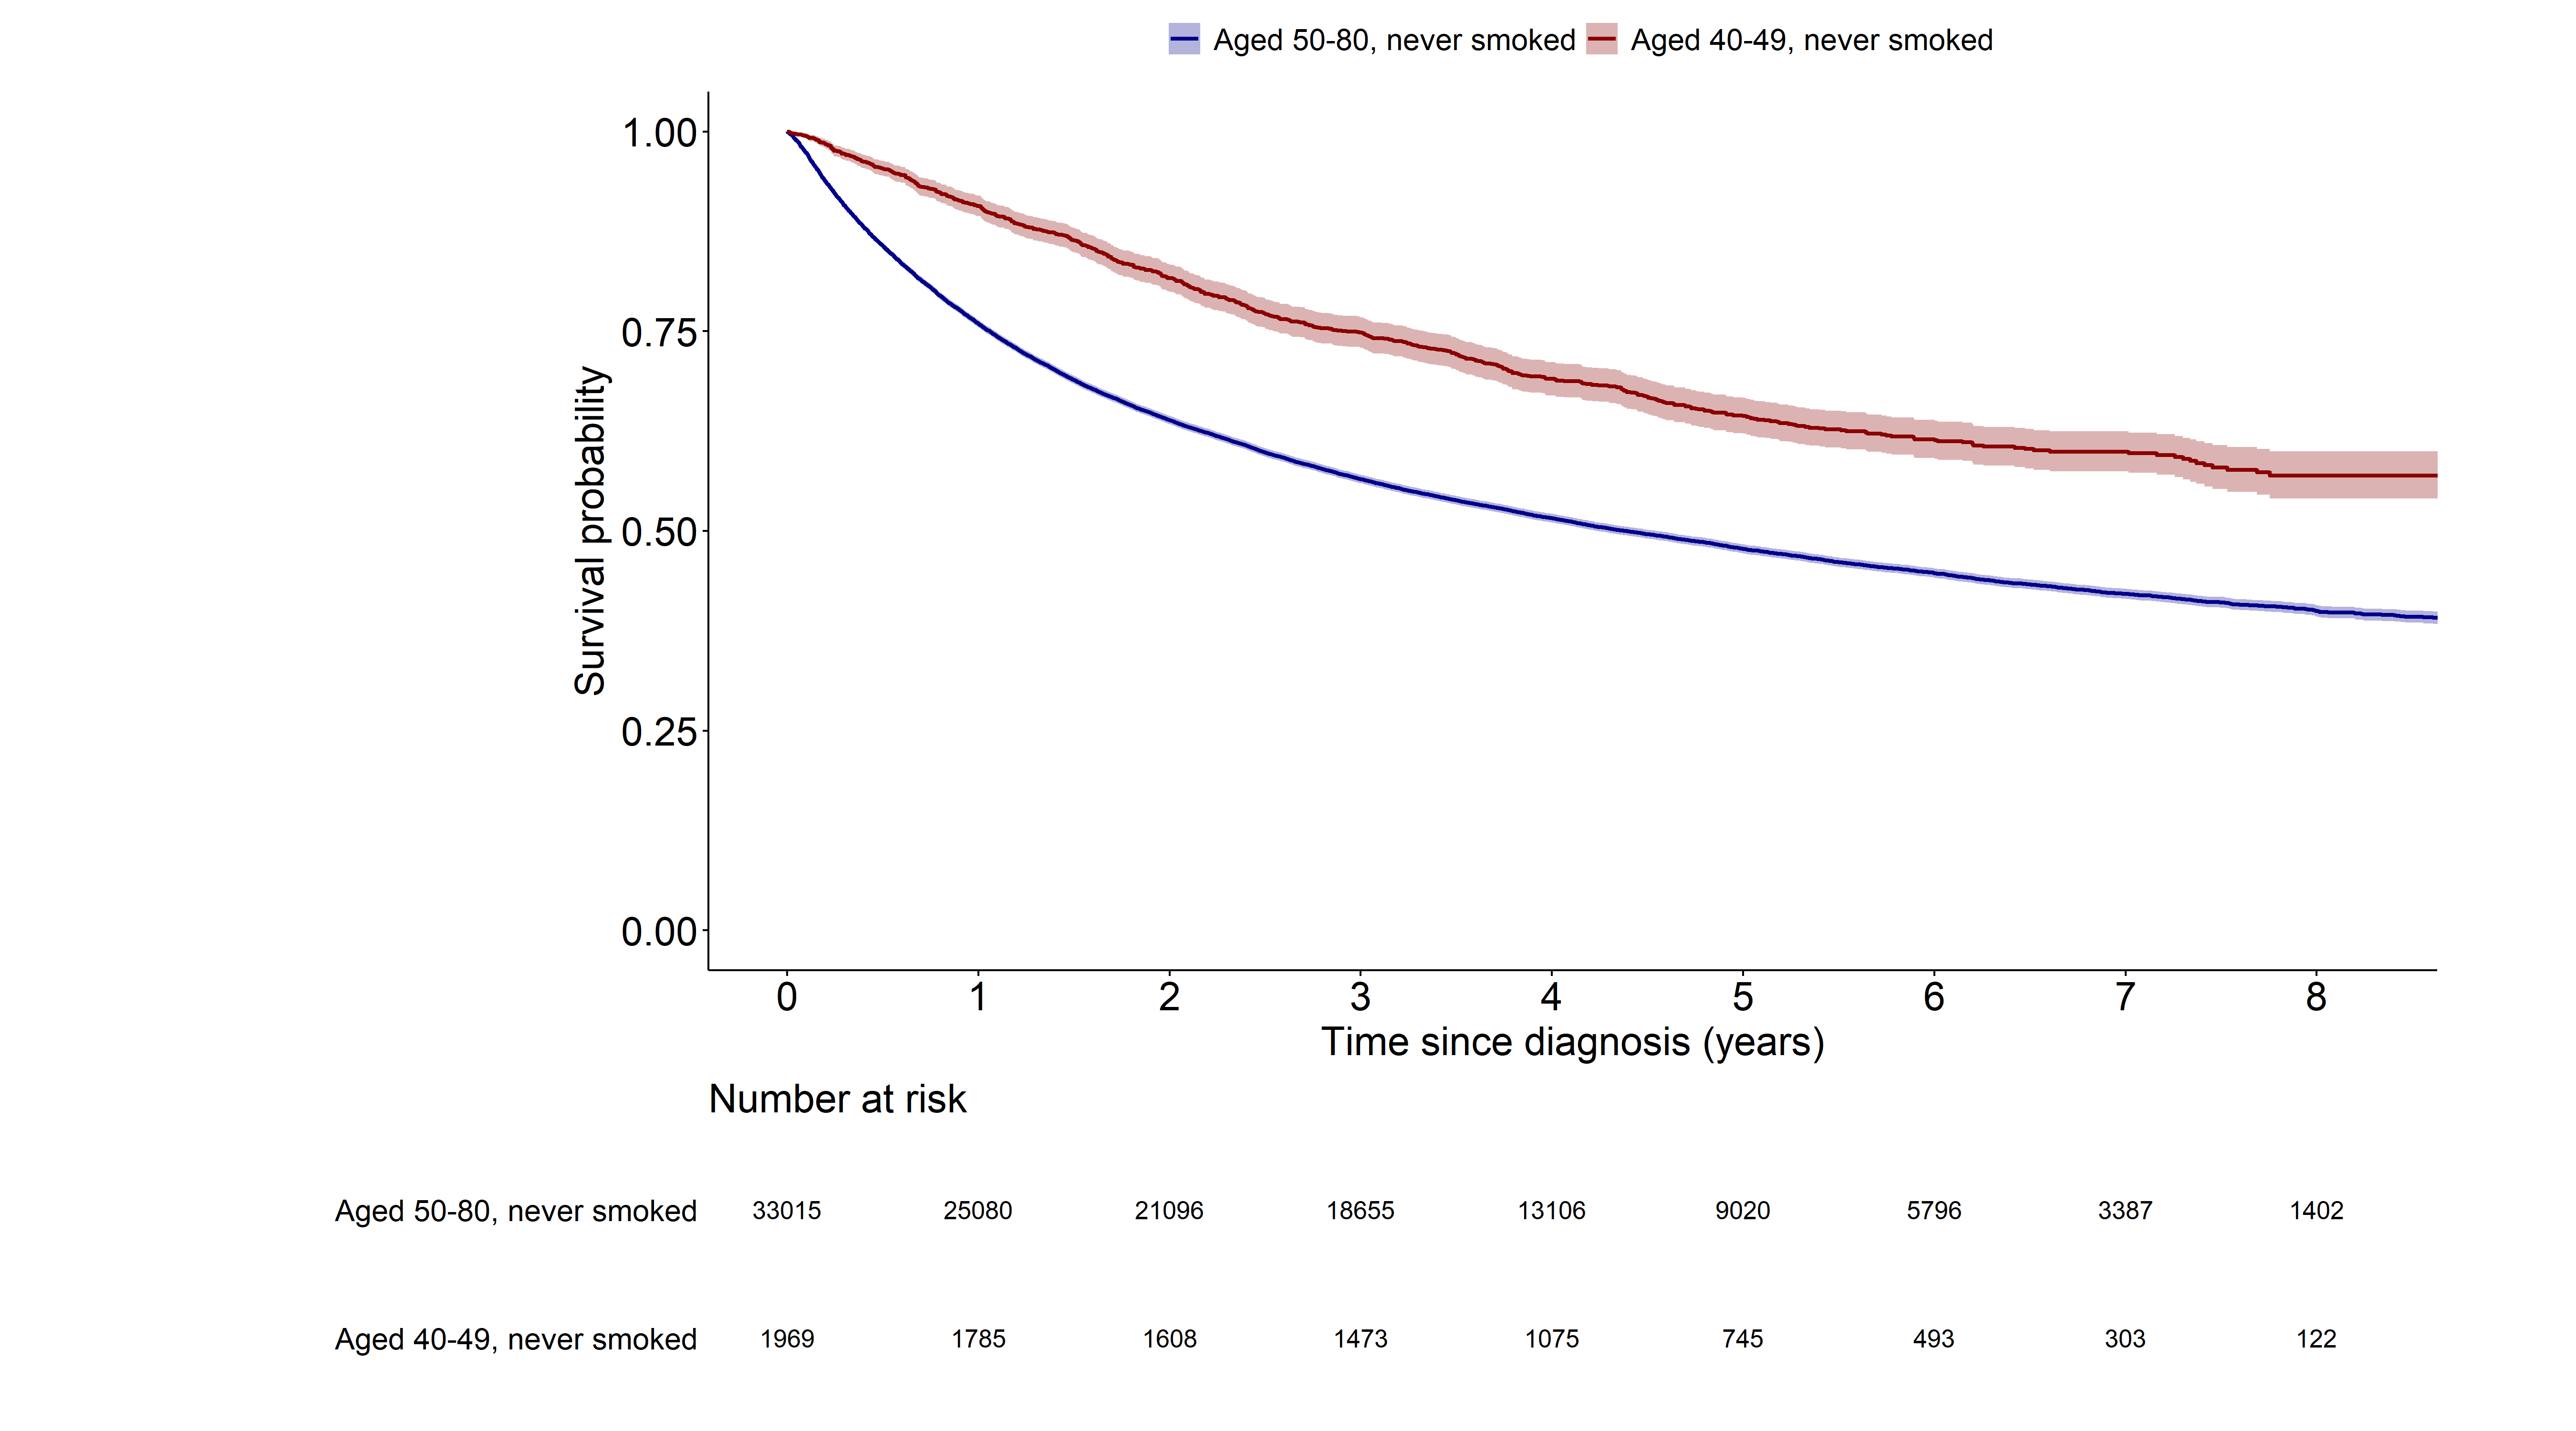 Aged 50-80, never smoked Aged 40-49, never smoked
1.00
0.75
0.50
0.25
0.00
Survival probability
0 1 2 3 4 5 6 7 8
Time since diagnosis (years)
Number at risk
Aged 50-80, never smoked 33015 25080 21096 18655 13106 9020 5796 3387 1402
Aged 40-49, never smoked 1969 1785 1608 1473 1075 745 493 303 122